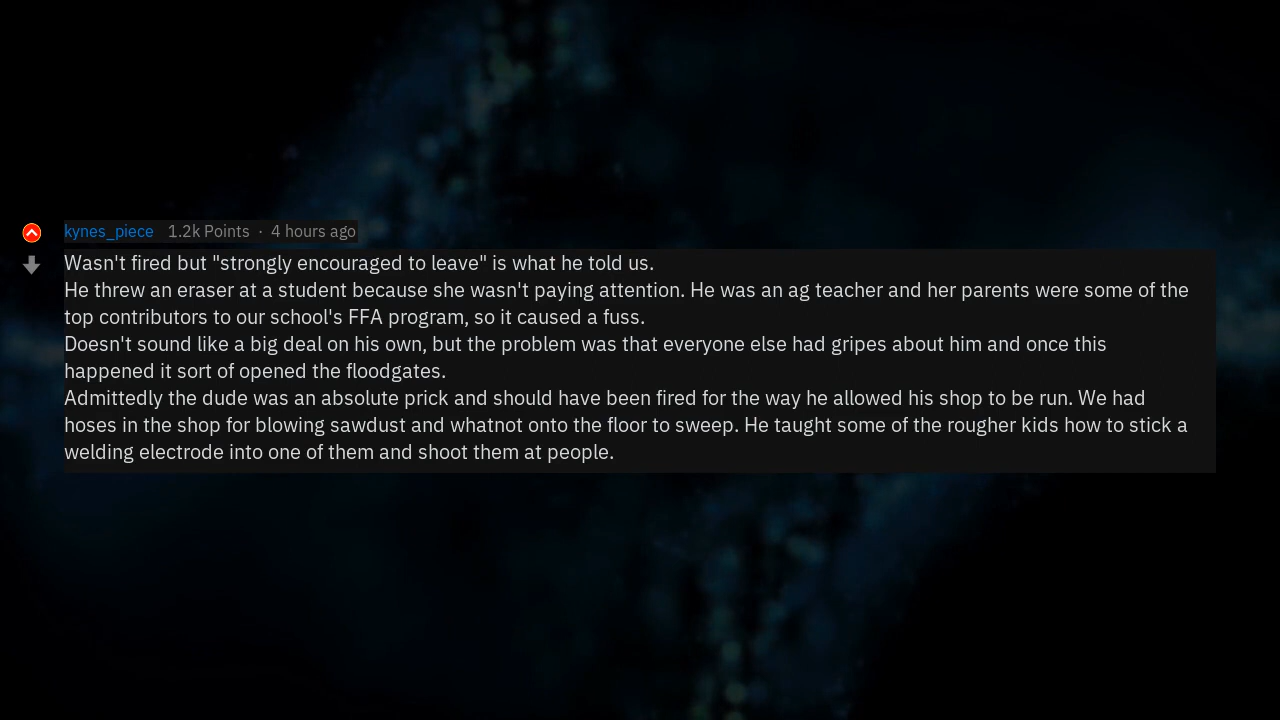 kynes_piece 1.2k Points · 4 hours ago
Wasn't fired but "strongly encouraged to leave" is what he told us.
He threw an eraser at a student because she wasn't paying attention. He was an ag teacher and her parents were some of the
top contributors to our school's FFA program, so it caused a fuss.
Doesn't sound like a big deal on his own, but the problem was that everyone else had gripes about him and once this
happened it sort of opened the floodgates.
Admittedly the dude was an absolute prick and should have been fired for the way he allowed his shop to be run. We had
hoses in the shop for blowing sawdust and whatnot onto the floor to sweep. He taught some of the rougher kids how to stick a
welding electrode into one of them and shoot them at people.